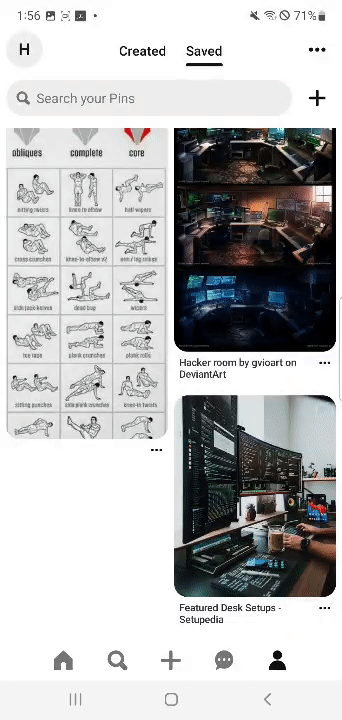 1:56
71%
H
Created
Saved
Search your Pins
obliques
complete
core
sitting twists
knee to elbow
half wipers
cross crunches
knee-to-elbow v2
arm / leg raises
side jack-knives
dead bug
wipers
toe taps
plank crunches
plank rolls
sitting punches
side plank crunches
knee-in twists
Hacker room by gvioart on
DeviantArt
Featured Desk Setups -
Setupedia